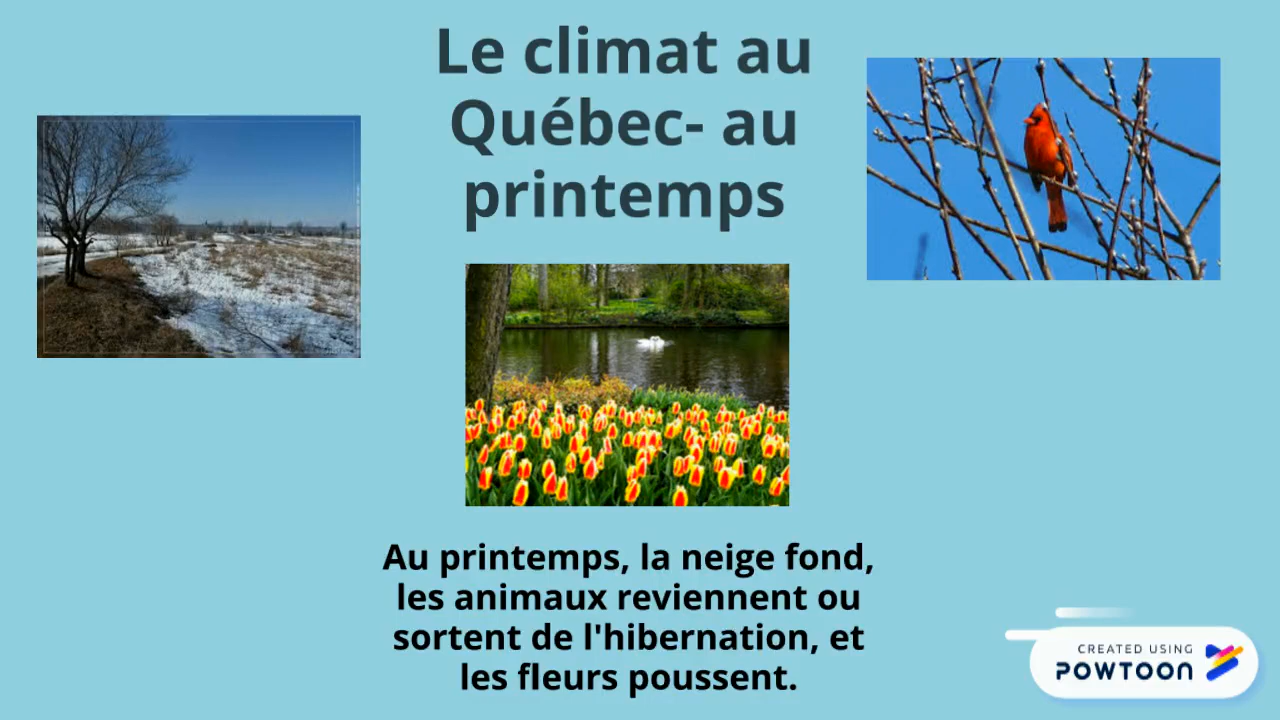 Le climat au
Québec- au
printemps
Au printemps, la neige fond,
les animaux reviennent ou
sortent de l'hibernation, et
les fleurs poussent.
CREATED USING
POWTOON